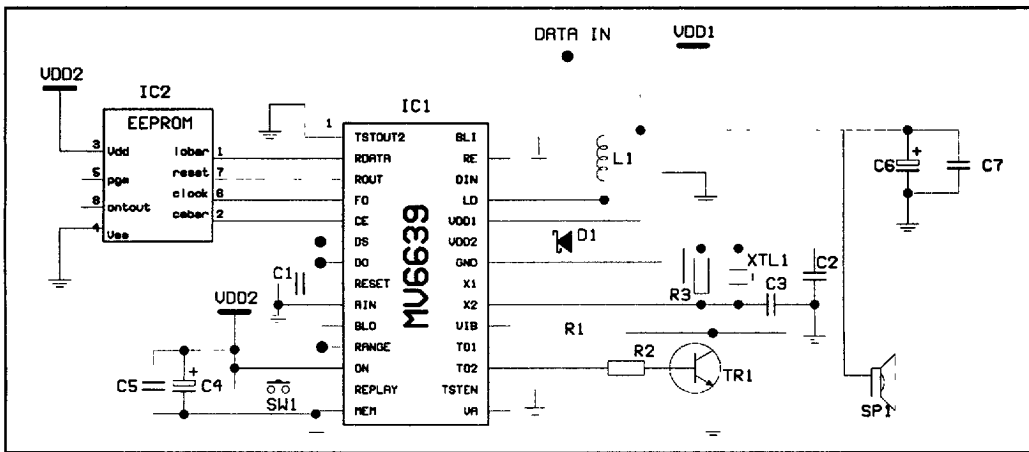 DATA IN
VDD1
VDD2
IC2
IC1
EEPROM
1
3
Vdd
iobar
1
5
pgm
reset
7
8
ontout
clock
6
4
Vss
cebar
2
TSTOUT2
BLI
RDATA
RE
ROUT
DIN
FO
LO
CE
VDD1
DS
VDD2
DO
GND
RESET
X1
AIN
X2
BLO
VIB
RANGE
TO1
ON
TO2
REPLAY
TSTEN
MEM
VA
MV6639
L1
D1
C6
+
C7
C1
VDD2
R3
XTL1
C2
C3
R1
R2
TR1
C5
+
C4
SW1
SP1